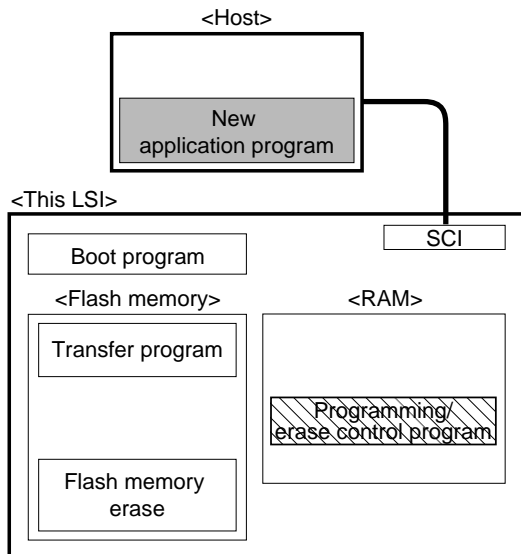 <Host>
New
application program
<This LSI>
SCI
Boot program
<Flash memory>
<RAM>
Transfer program
Programming/
erase control program
Flash memory
erase